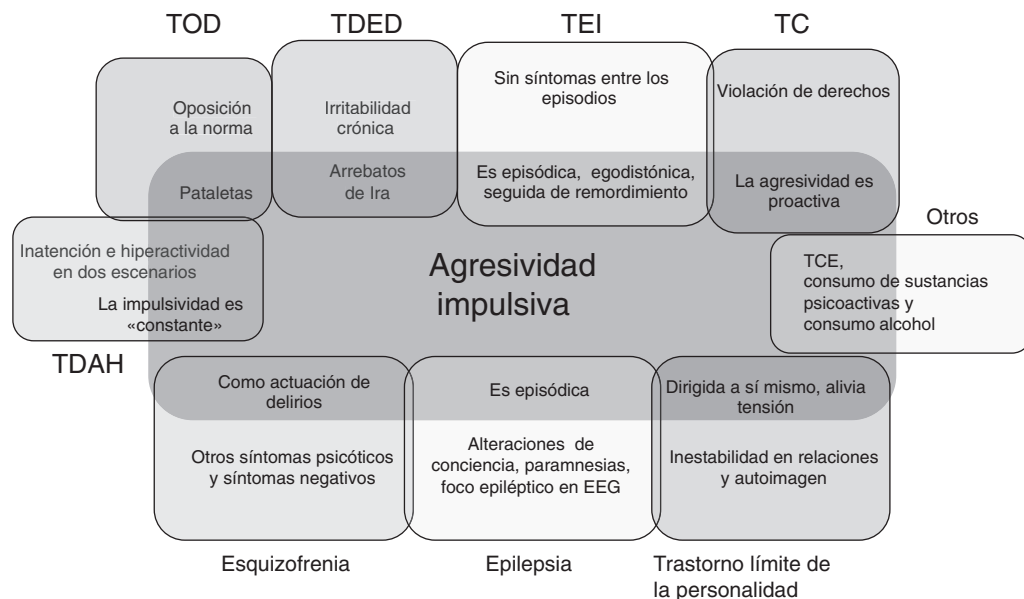 TOD
TDED
TEI
TC
Oposición
a la norma
Pataletas
Irritabilidad
crónica
Arrebatos
de Ira
Sin síntomas entre los
episodios
Es episódica, egodistónica,
seguida de remordimiento
Violación de derechos
La agresividad es
proactiva
Otros
Inatención e hiperactividad
en dos escenarios
La impulsividad es
«constante»
TDAH
Agresividad
impulsiva
TCE,
consumo de sustancias
psicoactivas y
consumo alcohol
Como actuación de
delirios
Otros síntomas psicóticos
y síntomas negativos
Es episódica
Alteraciones de
conciencia, paramnesias,
foco epiléptico en EEG
Dirigida a sí mismo, alivia
tensión
Inestabilidad en relaciones
y autoimagen
Esquizofrenia
Epilepsia
Trastorno límite de
la personalidad